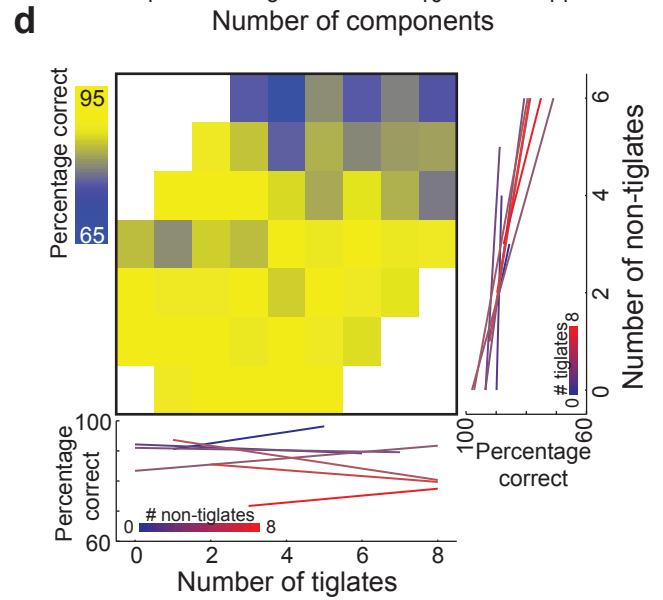 d
Number of components
Percentage correct
95
65
6
4
2
0
Number of non-tiglates
# tiglates
0
8
100
60
Percentage
correct
Percentage
correct
100
60
# non-tiglates
0
8
0 2 4 6 8
Number of tiglates